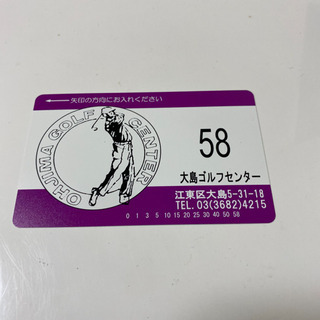 ←矢印の方向にお入れください
OHJIMA GOLF CENTER
58
大島ゴルフセンター
江東区大島5-31-18
TEL.03(3682)4215
0 1 3 5 10 15 20 25 30 35 40 45 50 58